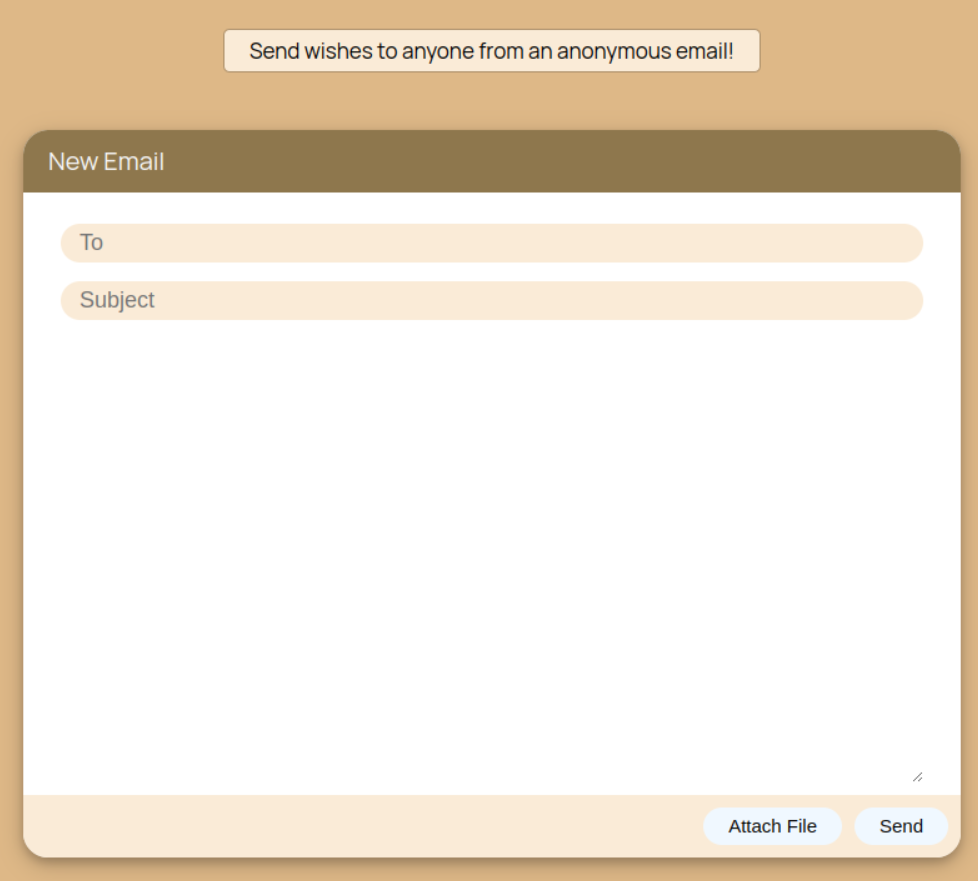 Send wishes to anyone from an anonymous email!
New Email
To
Subject
Attach File
Send